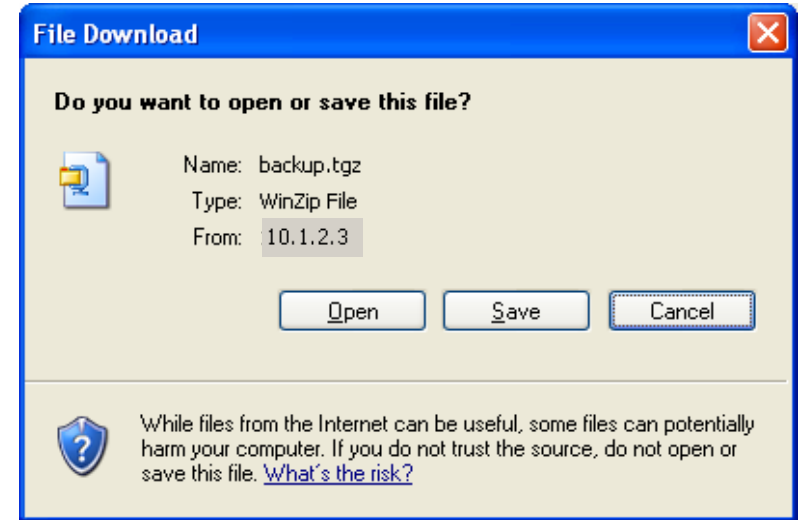 File Download
Do you want to open or save this file?
Name: backup.tgz
Type: WinZip File
From: 10.1.2.3
Open Save Cancel
While files from the Internet can be useful, some files can potentially
harm your computer. If you do not trust the source, do not open or
save this file. What's the risk?